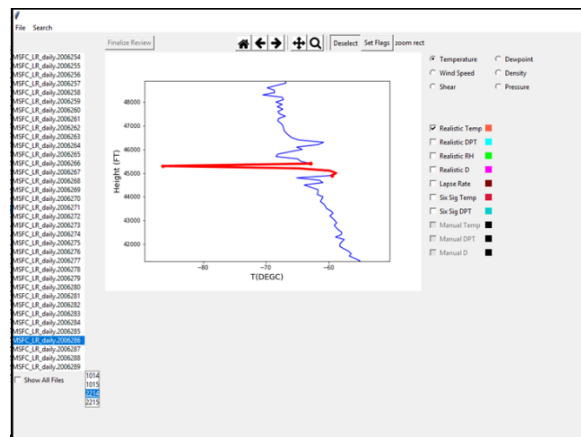 File Search
Finalize Review
Deselect Set Flags zoom rect
MSFC_LR_daily.2006254
MSFC_LR_daily.2006255
MSFC_LR_daily.2006256
MSFC_LR_daily.2006257
MSFC_LR_daily.2006258
MSFC_LR_daily.2006259
MSFC_LR_daily.2006260
MSFC_LR_daily.2006261
MSFC_LR_daily.2006262
MSFC_LR_daily.2006263
MSFC_LR_daily.2006264
MSFC_LR_daily.2006265
MSFC_LR_daily.2006266
MSFC_LR_daily.2006267
MSFC_LR_daily.2006268
MSFC_LR_daily.2006269
MSFC_LR_daily.2006270
MSFC_LR_daily.2006271
MSFC_LR_daily.2006272
MSFC_LR_daily.2006273
MSFC_LR_daily.2006274
MSFC_LR_daily.2006275
MSFC_LR_daily.2006276
MSFC_LR_daily.2006277
MSFC_LR_daily.2006278
MSFC_LR_daily.2006279
MSFC_LR_daily.2006280
MSFC_LR_daily.2006281
MSFC_LR_daily.2006282
MSFC_LR_daily.2006283
MSFC_LR_daily.2006284
MSFC_LR_daily.2006285
MSFC_LR_daily.2006286
MSFC_LR_daily.2006287
MSFC_LR_daily.2006288
MSFC_LR_daily.2006289
Show All Files
1014
1015
2214
2215
Height (FT)
48000
47000
46000
45000
44000
43000
42000
−80 −70 −60
T(DEGC)
Temperature Dewpoint
Wind Speed Density
Shear Pressure
Realistic Temp
Realistic DPT
Realistic RH
Realistic D
Lapse Rate
Six Sig Temp
Six Sig DPT
Manual Temp
Manual DPT
Manual D